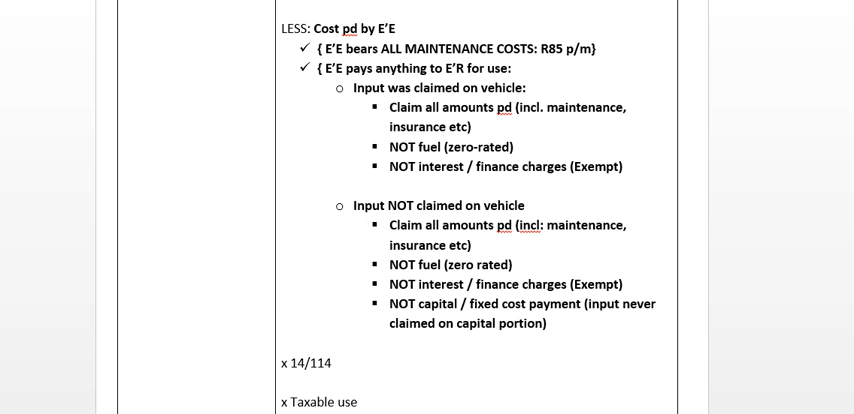 LESS: Cost pd by E’E
✓ { E’E bears ALL MAINTENANCE COSTS: R85 p/m}
✓ { E’E pays anything to E’R for use:
o Input was claimed on vehicle:
▪ Claim all amounts pd (incl. maintenance,
insurance etc)
▪ NOT fuel (zero-rated)
▪ NOT interest / finance charges (Exempt)
o Input NOT claimed on vehicle
▪ Claim all amounts pd (incl: maintenance,
insurance etc)
▪ NOT fuel (zero rated)
▪ NOT interest / finance charges (Exempt)
▪ NOT capital / fixed cost payment (input never
claimed on capital portion)
x 14/114
x Taxable use